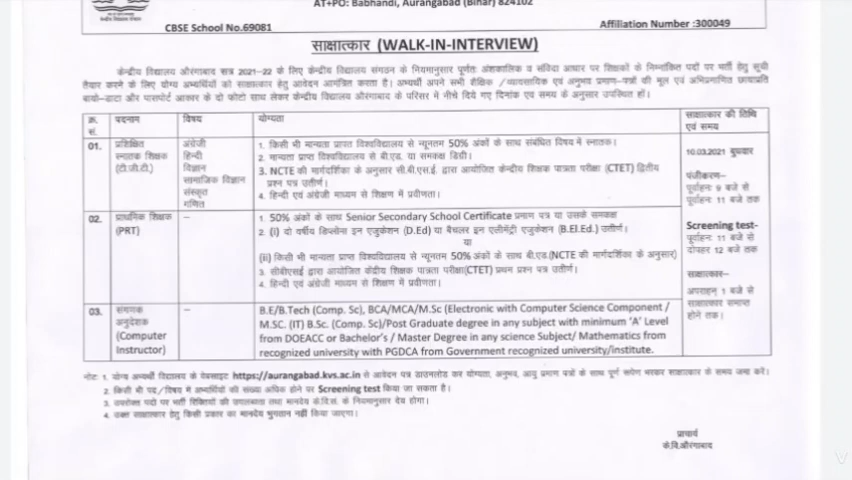 AT+PO: Babhandi, Aurangabad (Bihar) 824102
CBSE School No.69081
Affiliation Number :300049
साक्षात्कार (WALK-IN-INTERVIEW)
केन्द्रीय विद्यालय औरंगाबाद सत्र 2021-22 के लिए केन्द्रीय विद्यालय संगठन के नियमानुसार पूर्णतः अंशकालिक व संविदा आधार पर शिक्षकों के निम्नांकित पदों पर भर्ती हेतु सूची
तैयार करने के लिए योग्य अभ्यर्थियों को साक्षात्कार हेतु आवेदन आमंत्रित करता है। अभ्यर्थी अपने सभी शैक्षिक /व्यावसायिक एवं अनुभव प्रमाण-पत्रों की मूल एवं अभिप्रमाणित छायाप्रति
बायो-डाटा और पासपोर्ट आकार के दो फोटो साथ लेकर केन्द्रीय विद्यालय औरंगाबाद के परिसर में नीचे दिये गए दिनांक एवं समय के अनुसार उपस्थित हों।
क्र. सं. पदनाम विषय योग्यता साक्षात्कार की तिथि एवं समय
01. प्रशिक्षित स्नातक शिक्षक (टी.जी.टी.)
अंग्रेजी
हिन्दी
विज्ञान
सामाजिक विज्ञान
संस्कृत
गणित
1. किसी भी मान्यता प्राप्त विश्वविद्यालय से न्यूनतम 50% अंकों के साथ संबंधित विषय में स्नातक।
2. मान्यता प्राप्त विश्वविद्यालय से बी.एड. या समकक्ष डिग्री।
3. NCTE की मार्गदर्शिका के अनुसार सी.बी.एस.ई. द्वारा आयोजित केन्द्रीय शिक्षक पात्रता परीक्षा (CTET) द्वितीय
प्रश्न पत्र उतीर्ण।
4. हिन्दी एवं अंग्रेजी माध्यम से शिक्षण में प्रवीणता।
10.03.2021 बुधवार
पंजीकरण–
पूर्वाहन 9 बजे से
पूर्वाहन 11 बजे तक
Screening test-
पूर्वाहन 11 बजे से
दोपहर 12 बजे तक
साक्षात्कार–
अपराहन 1 बजे से
साक्षात्कार समाप्त
होने तक।
02. प्राथमिक शिक्षक (PRT) –
1. 50% अंकों के साथ Senior Secondary School Certificate प्रमाण पत्र या उसके समकक्ष
2. (i) दो वर्षीय डिप्लोमा इन एजुकेशन (D.Ed) या बैचलर इन एलीमेंट्री एजुकेशन (B.El.Ed.) उतीर्ण।
या
(ii) किसी भी मान्यता प्राप्त विश्वविद्यालय से न्यूनतम 50% अंकों के साथ बी.एड(NCTE की मार्गदर्शिका के अनुसार)
3. सीबीएसई द्वारा आयोजित केंद्रीय शिक्षक पात्रता परीक्षा(CTET) प्रथम प्रश्न पत्र उतीर्ण।
4. हिन्दी एवं अंग्रेजी माध्यम से शिक्षण में प्रवीणता।
03. संगणक अनुदेशक (Computer Instructor) –
B.E/B.Tech (Comp. Sc), BCA/MCA/M.Sc (Electronic with Computer Science Component /
M.SC. (IT) B.Sc. (Comp. Sc)/Post Graduate degree in any subject with minimum 'A' Level
from DOEACC or Bachelor's / Master Degree in any science Subject/ Mathematics from
recognized university with PGDCA from Government recognized university/institute.
नोट: 1. योग्य अभ्यर्थी विद्यालय के वेबसाइट https://aurangabad.kvs.ac.in से आवेदन पत्र डाउनलोड कर योग्यता, अनुभव, आयु प्रमाण पत्रों के साथ पूर्ण रूपेण भरकर साक्षात्कार के समय जमा करें।
2. किसी भी पद/विषय में अभ्यर्थियों की संख्या अधिक होने पर Screening test किया जा सकता है।
3. उपरोक्त पदों पर भर्ती रिक्तियों की उपलब्धता तथा मानदेय के.वि.सं. के नियमानुसार देय होगा।
4. उक्त साक्षात्कार हेतु किसी प्रकार का मानदेय भुगतान नहीं किया जाएगा।
प्राचार्य
के.वि.औरंगाबाद